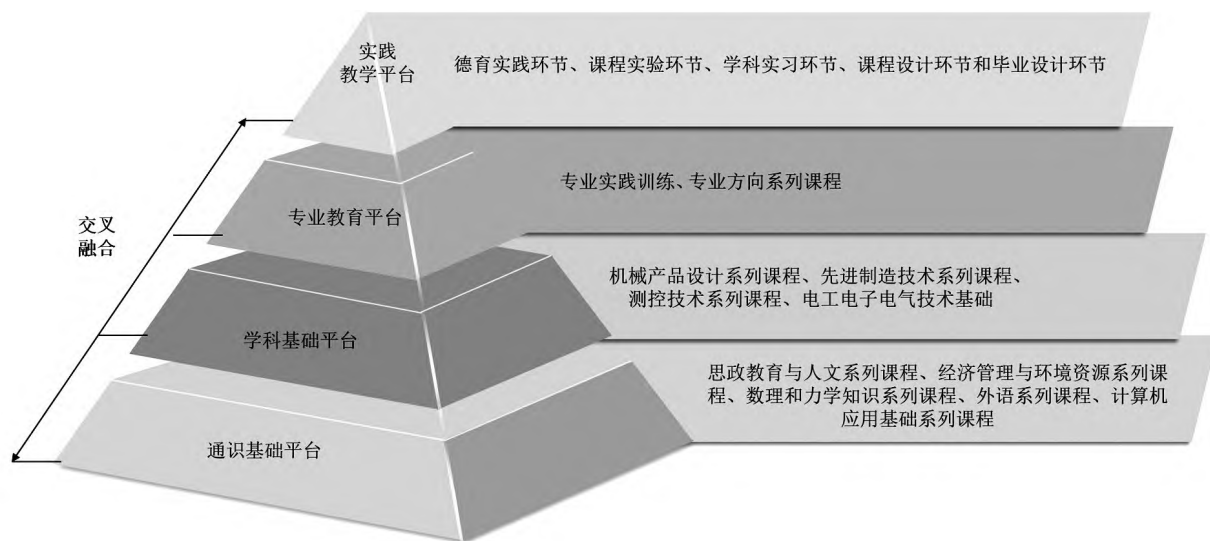 实践
教学平台
德育实践环节、课程实验环节、学科实习环节、课程设计环节和毕业设计环节
专业教育平台
专业实践训练、专业方向系列课程
交叉
融合
学科基础平台
机械产品设计系列课程、先进制造技术系列课程、
测控技术系列课程、电工电子电气技术基础
通识基础平台
思政教育与人文系列课程、经济管理与环境资源系列课
程、数理和力学知识系列课程、外语系列课程、计算机
应用基础系列课程